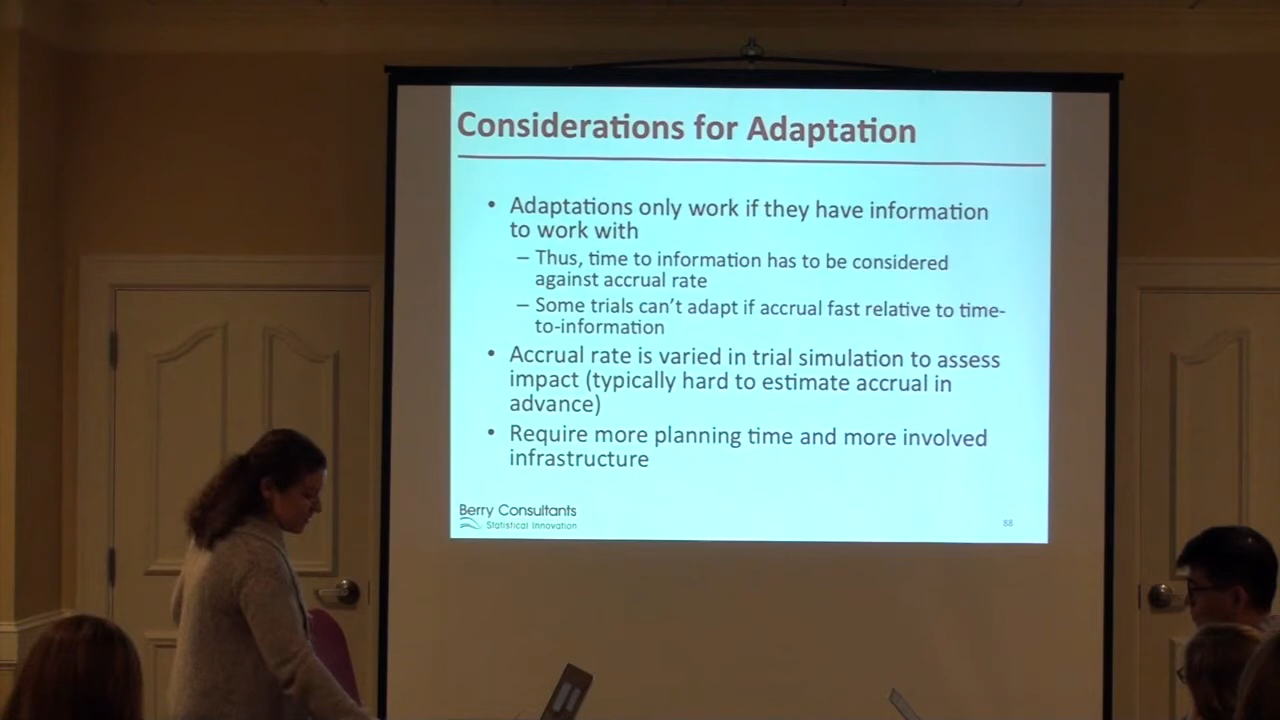 Considerations for Adaptation
• Adaptations only work if they have information
to work with
– Thus, time to information has to be considered
against accrual rate
– Some trials can't adapt if accrual fast relative to time-
to-information
• Accrual rate is varied in trial simulation to assess
impact (typically hard to estimate accrual in
advance)
• Require more planning time and more involved
infrastructure
Berry Consultants
Statistical Innovation
88